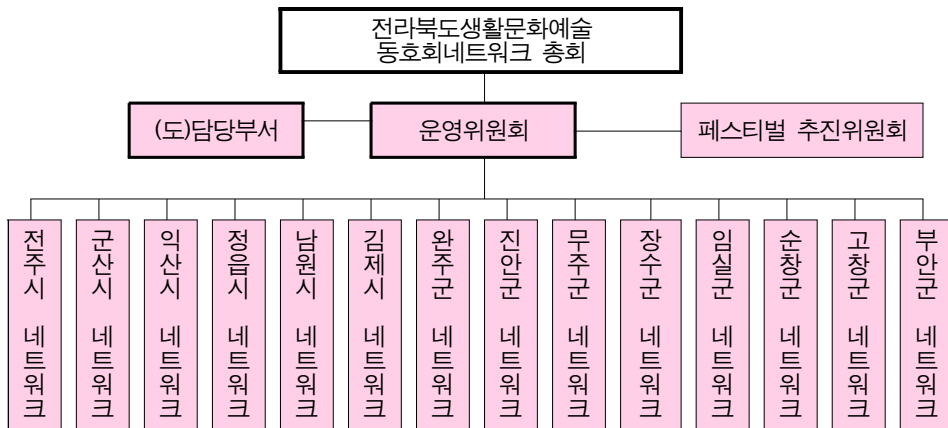 전라북도생활문화예술
동호회네트워크 총회
(도)담당부서
운영위원회
페스티벌 추진위원회
전주시 네트워크
군산시 네트워크
익산시 네트워크
정읍시 네트워크
남원시 네트워크
김제시 네트워크
완주군 네트워크
진안군 네트워크
무주군 네트워크
장수군 네트워크
임실군 네트워크
순창군 네트워크
고창군 네트워크
부안군 네트워크